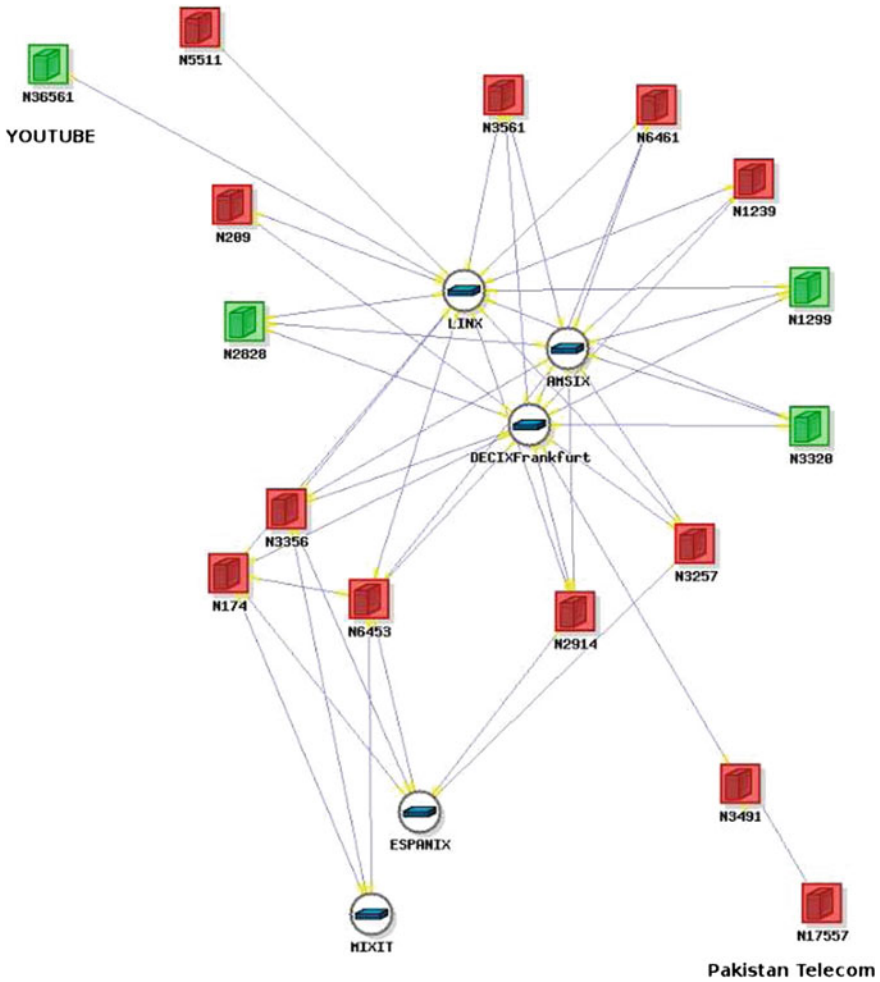 N5511
N36561
YOUTUBE
N3561
N6461
N209
N1239
LINX
N1299
N2828
AMSIX
DECIXFrankfurt
N3320
N3356
N174
N6453
N2914
N3257
ESPANIX
N3491
MIXIT
N17557
Pakistan Telecom